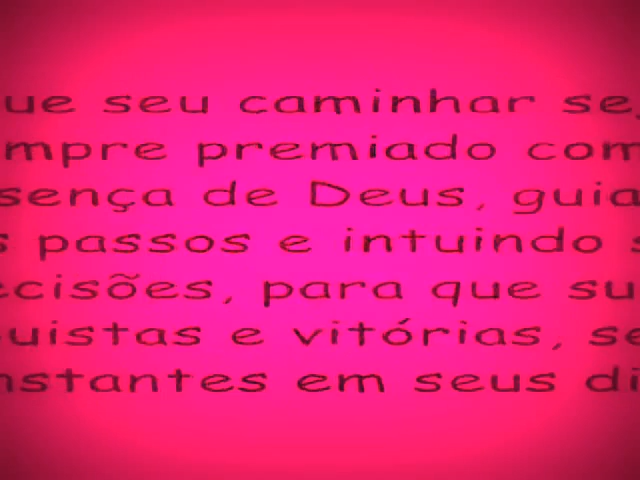 ue seu caminhar sej
mpre premiado com
sença de Deus, guia
s passos e intuindo s
ecisões, para que su
uistas e vitórias, se
nstantes em seus di